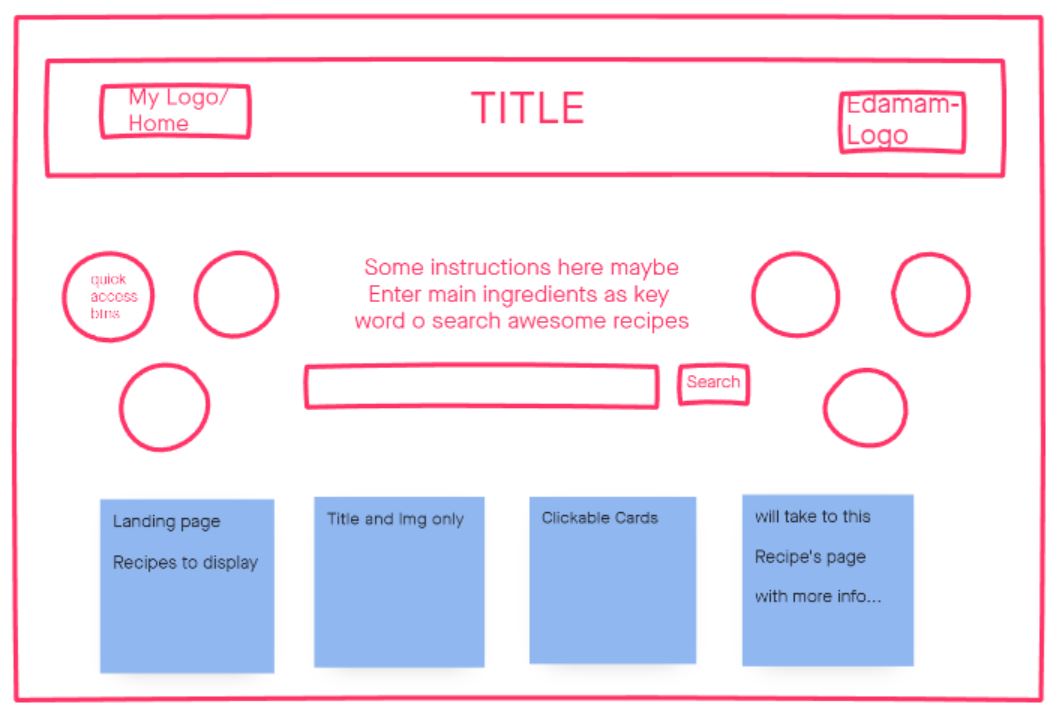 My Logo/
Home
TITLE
Edamam-
Logo
quick
access
btns
Some instructions here maybe
Enter main ingredients as key
word o search awesome recipes
Search
Landing page
Recipes to display
Title and Img only
Clickable Cards
will take to this
Recipe's page
with more info...